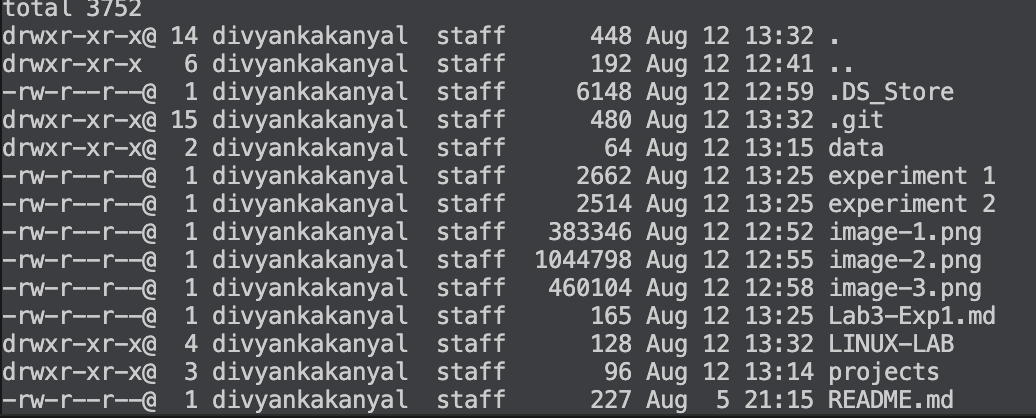 total 3752
drwxr-xr-x@ 14 divyankakanyal  staff      448 Aug 12 13:32 .
drwxr-xr-x   6 divyankakanyal  staff      192 Aug 12 12:41 ..
-rw-r--r--@  1 divyankakanyal  staff     6148 Aug 12 12:59 .DS_Store
drwxr-xr-x@ 15 divyankakanyal  staff      480 Aug 12 13:32 .git
drwxr-xr-x@  2 divyankakanyal  staff       64 Aug 12 13:15 data
-rw-r--r--@  1 divyankakanyal  staff     2662 Aug 12 13:25 experiment 1
-rw-r--r--@  1 divyankakanyal  staff     2514 Aug 12 13:25 experiment 2
-rw-r--r--@  1 divyankakanyal  staff   383346 Aug 12 12:52 image-1.png
-rw-r--r--@  1 divyankakanyal  staff  1044798 Aug 12 12:55 image-2.png
-rw-r--r--@  1 divyankakanyal  staff   460104 Aug 12 12:58 image-3.png
-rw-r--r--@  1 divyankakanyal  staff      165 Aug 12 13:25 Lab3-Exp1.md
drwxr-xr-x@  4 divyankakanyal  staff      128 Aug 12 13:32 LINUX-LAB
drwxr-xr-x@  3 divyankakanyal  staff       96 Aug 12 13:14 projects
-rw-r--r--@  1 divyankakanyal  staff      227 Aug  5 21:15 README.md